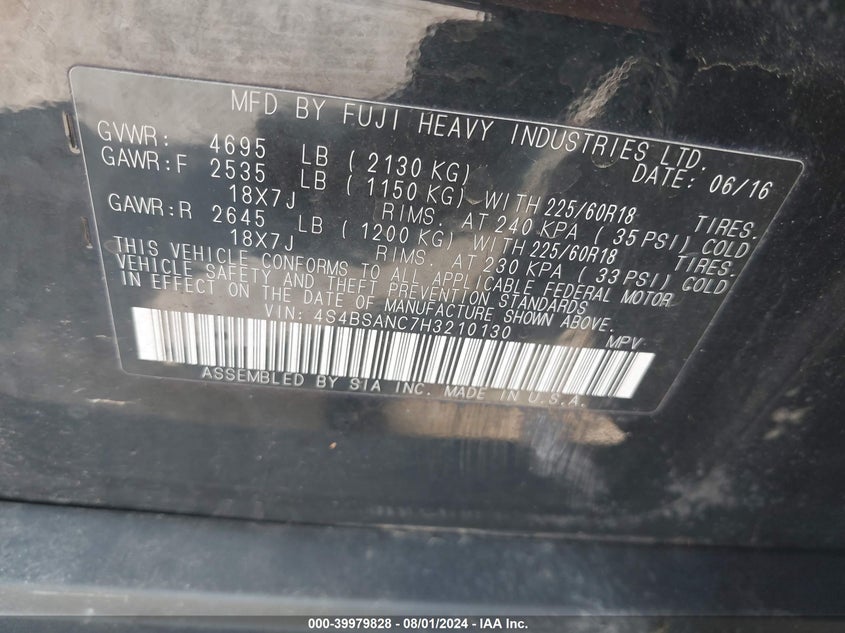 MFD BY FUJI HEAVY INDUSTRIES LTD.
GVWR: 4695 LB (2130 KG) DATE: 06/16
GAWR:F 2535 LB (1150 KG) WITH 225/60R18 TIRES.
18X7J RIMS. AT 240 KPA (35 PSI) COLD
GAWR:R 2645 LB (1200 KG) WITH 225/60R18 TIRES.
18X7J RIMS. AT 230 KPA (33 PSI) COLD
THIS VEHICLE CONFORMS TO ALL APPLICABLE FEDERAL MOTOR
VEHICLE SAFETY AND THEFT PREVENTION STANDARDS
IN EFFECT ON THE DATE OF MANUFACTURE SHOWN ABOVE.
VIN: 4S4BSANC7H3210130 MPV
ASSEMBLED BY SIA INC. MADE IN U.S.A.
000-39979828 - 08/01/2024 - IAA Inc.